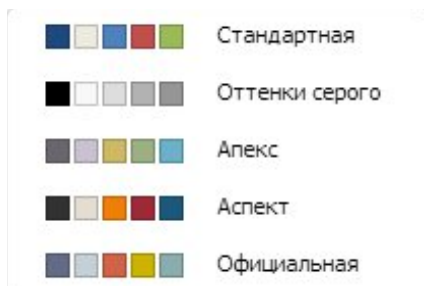 Стандартная
Оттенки серого
Апекс
Аспект
Официальная